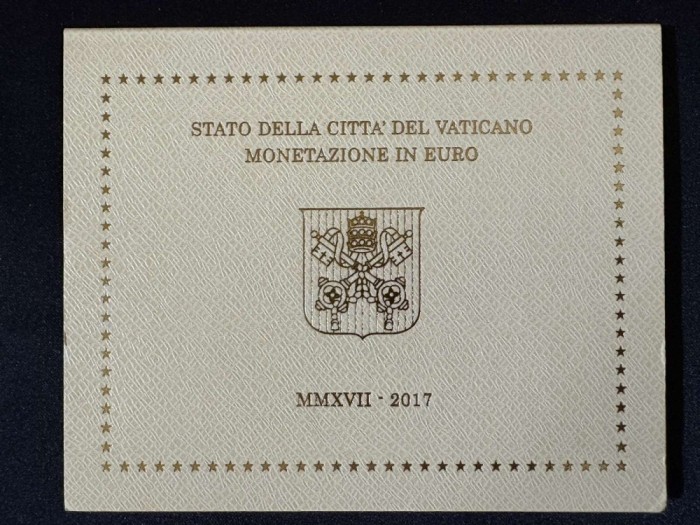 STATO DELLA CITTA' DEL VATICANO
MONETAZIONE IN EURO
MMXVII - 2017